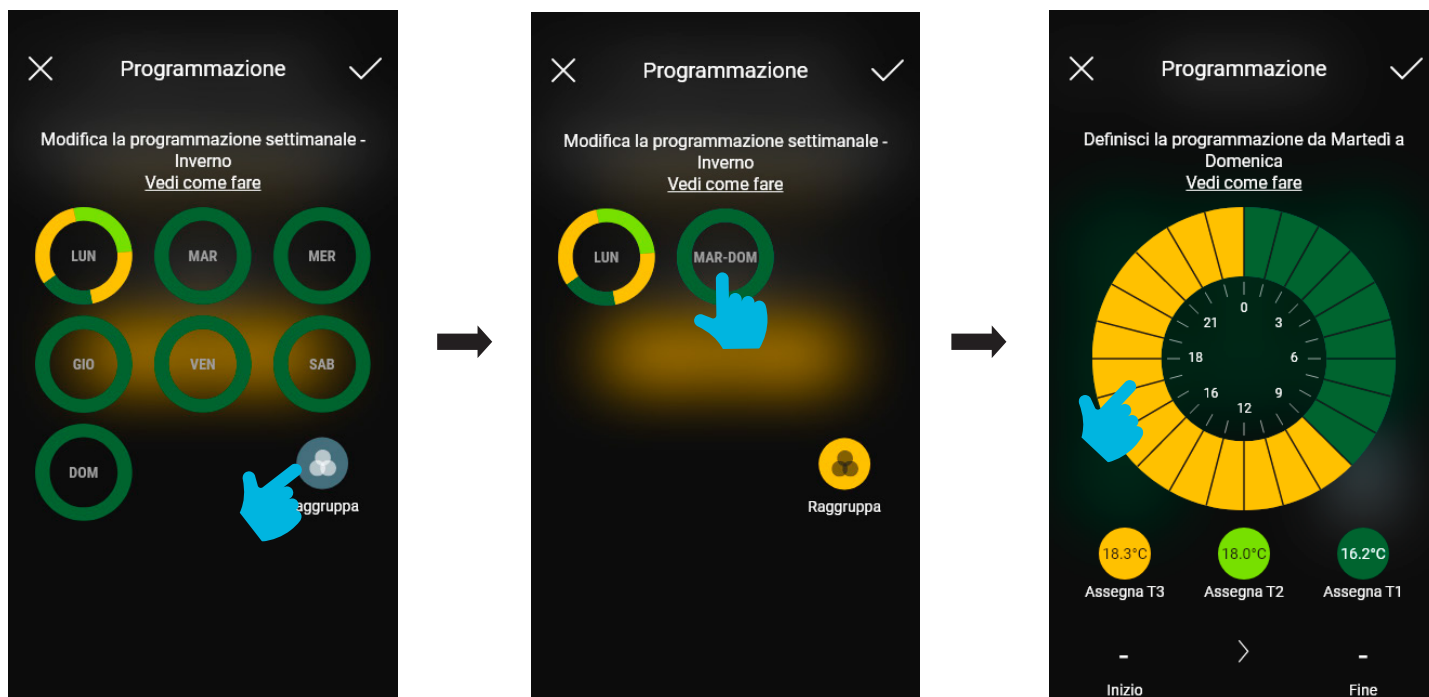 Programmazione
Modifica la programmazione settimanale -
Inverno
Vedi come fare
LUN
MAR
MER
GIO
VEN
SAB
DOM
aggruppa
Programmazione
Modifica la programmazione settimanale -
Inverno
Vedi come fare
LUN
MAR-DOM
Raggruppa
Programmazione
Definisci la programmazione da Martedì a
Domenica
Vedi come fare
0
3
6
9
12
16
18
21
18.3°C
18.0°C
16.2°C
Assegna T3
Assegna T2
Assegna T1
-
>
-
Inizio
Fine